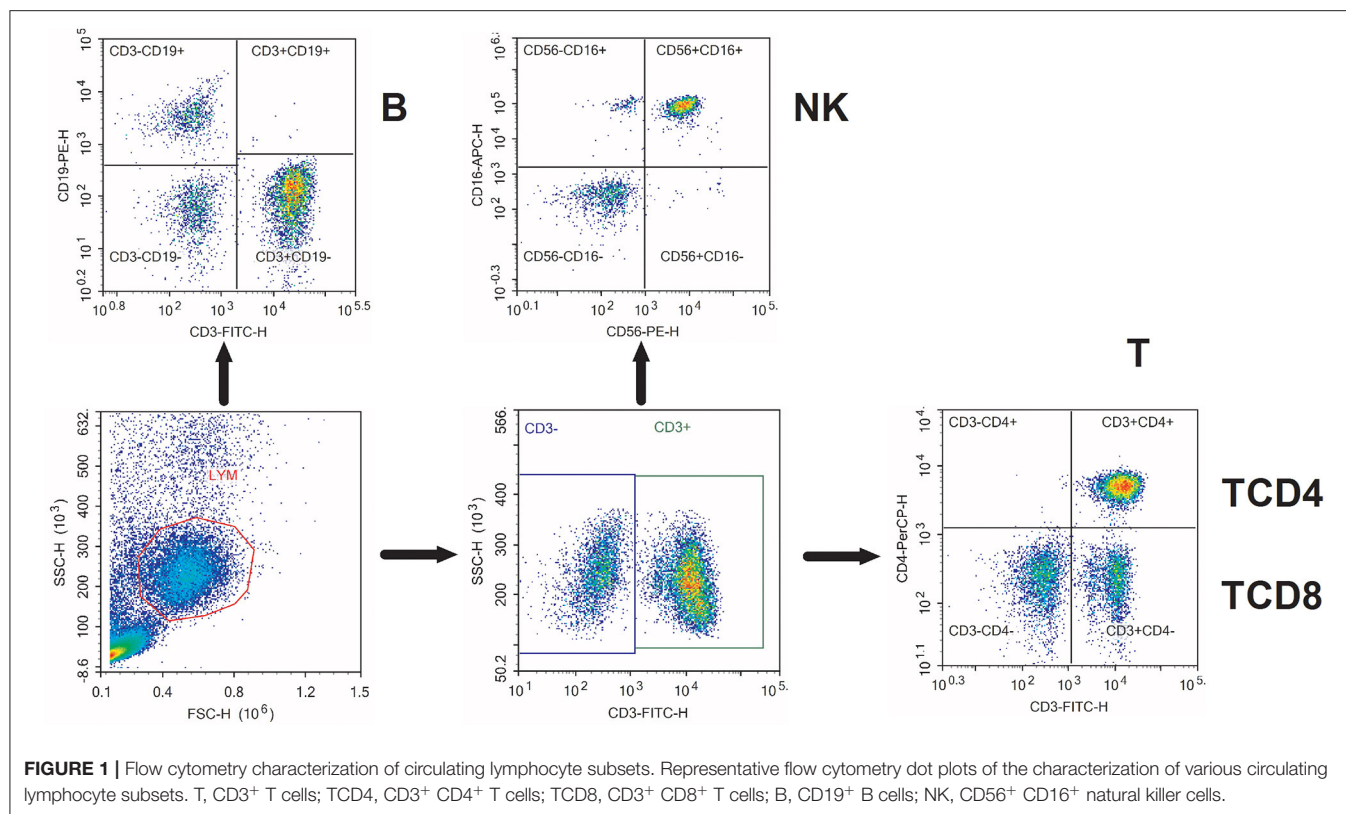 10^5
10^4
10^3
10^2
10^1
10^0.2
CD19-PE-H
CD3-CD19+
CD3+CD19+
CD3-CD19-
CD3+CD19-
10^0.8 10^2 10^3 10^4 10^5.5
CD3-FITC-H
B
10^6.:
10^5
10^4
10^3
10^2
10^-0.3
CD16-APC-H
CD56-CD16+
CD56+CD16+
CD56-CD16-
CD56+CD16-
10^0.1 10^2 10^3 10^4 10^5.
CD56-PE-H
NK
632.
500
400
300
200
100
-8.6
SSC-H (10^3)
LYM
0.1 0.4 0.8 1.2 1.5
FSC-H (10^6)
566.
400
300
200
50.2
SSC-H (10^3)
CD3-
CD3+
10^1 10^2 10^3 10^4 10^5.
CD3-FITC-H
T
10^4.
10^4
10^3
10^2
10^1.1
CD4-PerCP-H
CD3-CD4+
CD3+CD4+
CD3-CD4-
CD3+CD4-
10^0.3 10^2 10^3 10^4 10^5.
CD3-FITC-H
TCD4
TCD8
FIGURE 1 | Flow cytometry characterization of circulating lymphocyte subsets. Representative flow cytometry dot plots of the characterization of various circulating
lymphocyte subsets. T, CD3+ T cells; TCD4, CD3+ CD4+ T cells; TCD8, CD3+ CD8+ T cells; B, CD19+ B cells; NK, CD56+ CD16+ natural killer cells.